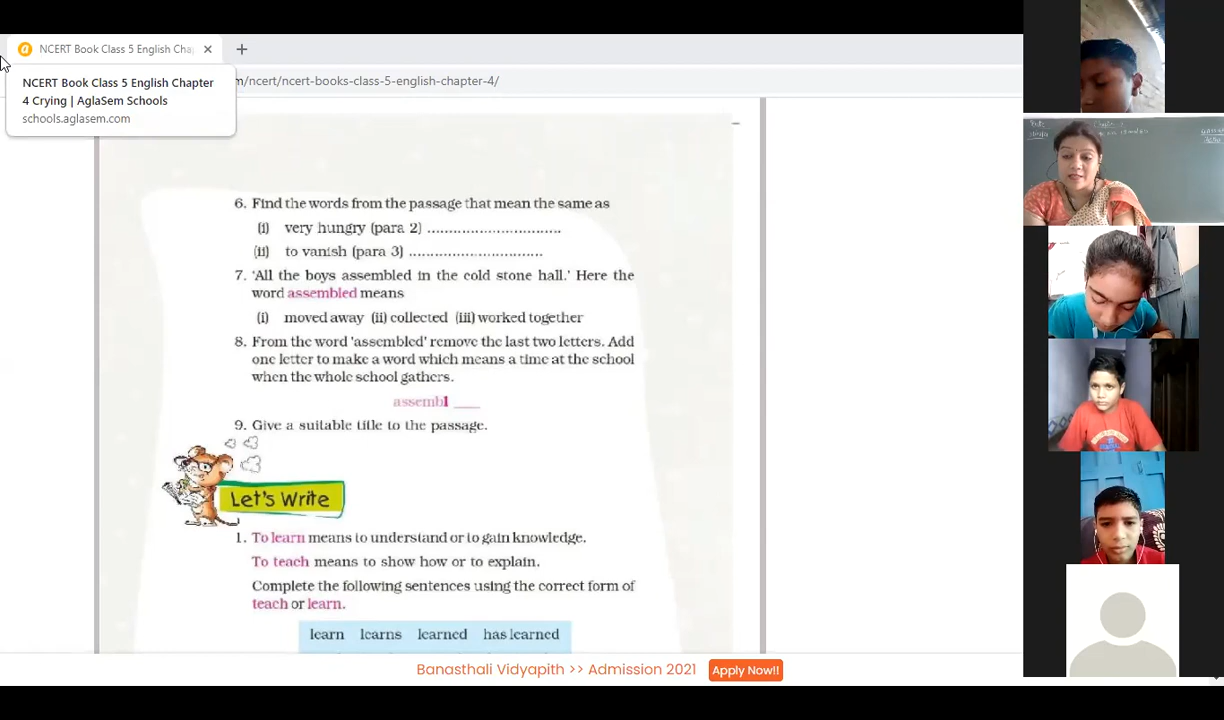 NCERT Book Class 5 English Cha
NCERT Book Class 5 English Chapter
4 Crying | AglaSem Schools
schools.aglasem.com
m/ncert/ncert-books-class-5-english-chapter-4/
6. Find the words from the passage that mean the same as
(i) very hungry (para 2) ..............................
(ii) to vanish (para 3) ..............................
7. 'All the boys assembled in the cold stone hall.' Here the
word assembled means
(i) moved away (ii) collected (iii) worked together
8. From the word 'assembled' remove the last two letters. Add
one letter to make a word which means a time at the school
when the whole school gathers.
assembl ___
9. Give a suitable title to the passage.
Let's Write
1. To learn means to understand or to gain knowledge.
To teach means to show how or to explain.
Complete the following sentences using the correct form of
teach or learn.
learn learns learned has learned
Banasthali Vidyapith >> Admission 2021 Apply Now!!